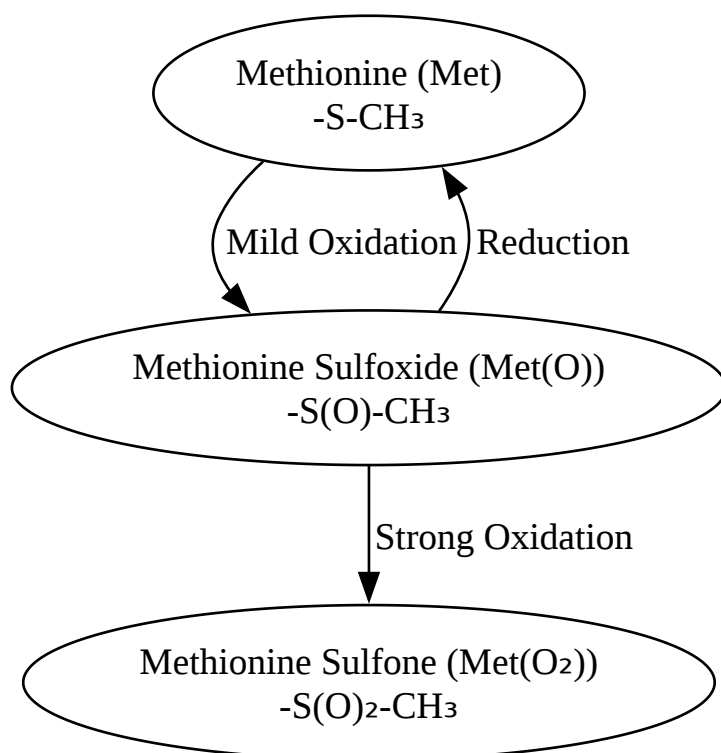 Methionine (Met)
-S-CH₃
Mild Oxidation
Reduction
Methionine Sulfoxide (Met(O))
-S(O)-CH₃
Strong Oxidation
Methionine Sulfone (Met(O₂))
-S(O)₂-CH₃